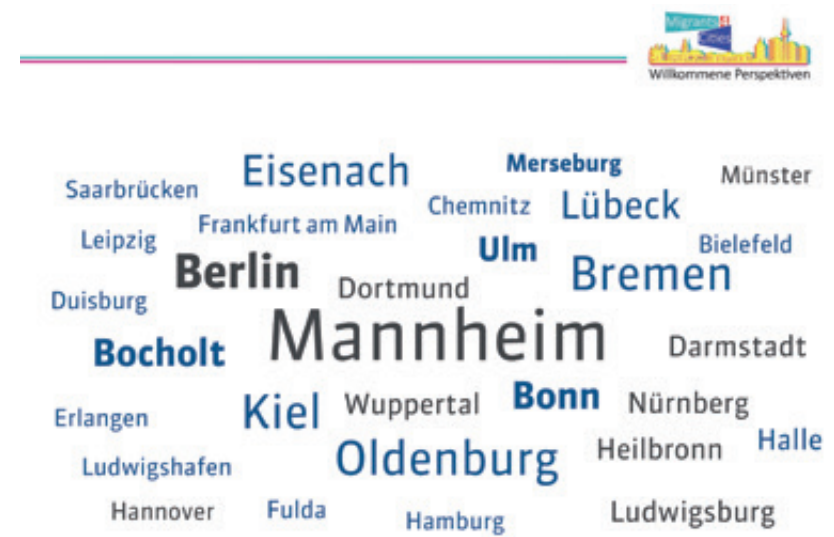 Migrants4
Cities
Willkommene Perspektiven
Eisenach
Merseburg
Münster
Saarbrücken
Chemnitz
Lübeck
Frankfurt am Main
Leipzig
Ulm
Bielefeld
Berlin
Bremen
Dortmund
Duisburg
Mannheim
Bocholt
Darmstadt
Kiel
Wuppertal
Bonn
Nürnberg
Erlangen
Oldenburg
Heilbronn
Halle
Ludwigshafen
Hannover
Fulda
Hamburg
Ludwigsburg